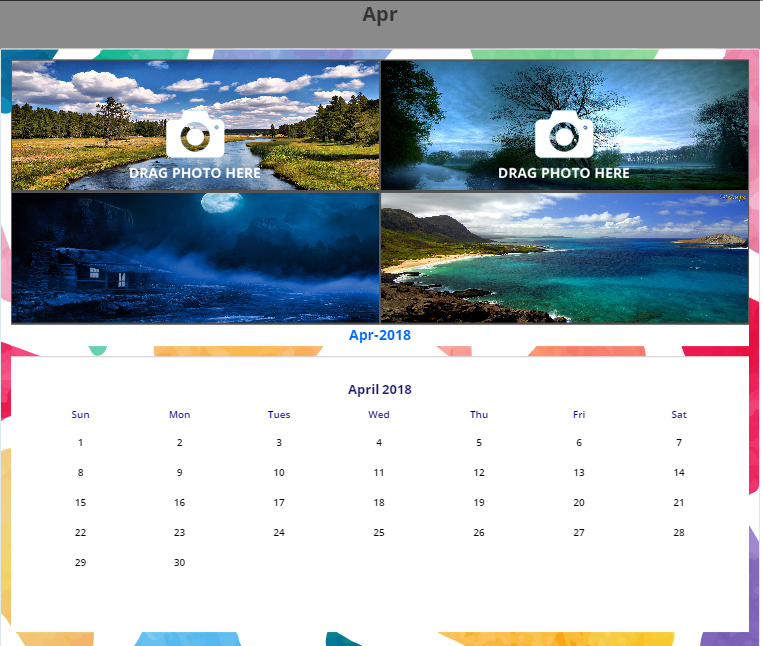 Apr
DRAG PHOTO HERE DRAG PHOTO HERE
Apr-2018
April 2018
Sun Mon Tues Wed Thu Fri Sat
1 2 3 4 5 6 7
8 9 10 11 12 13 14
15 16 17 18 19 20 21
22 23 24 25 26 27 28
29 30